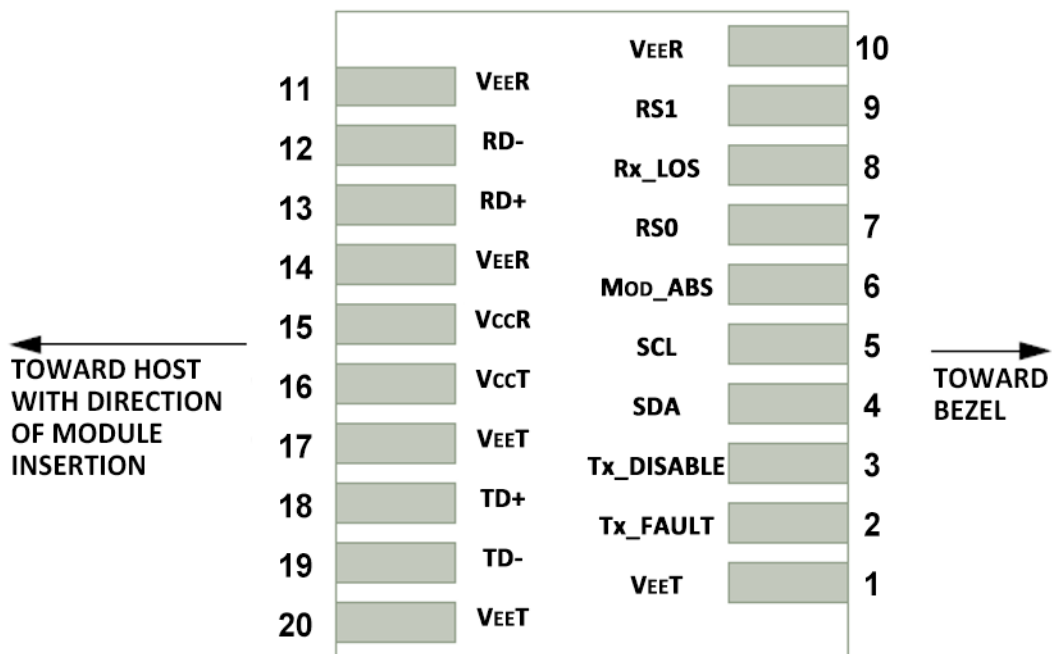 VEER 10
11 VEER
RS1 9
12 RD-
Rx_LOS 8
13 RD+
RS0 7
14 VEER
MOD_ABS 6
15 VCCR
SCL 5
TOWARD HOST
WITH DIRECTION
OF MODULE
INSERTION
16 VCCT
SDA 4
TOWARD
BEZEL
17 VEET
Tx_DISABLE 3
18 TD+
Tx_FAULT 2
19 TD-
VEET 1
20 VEET